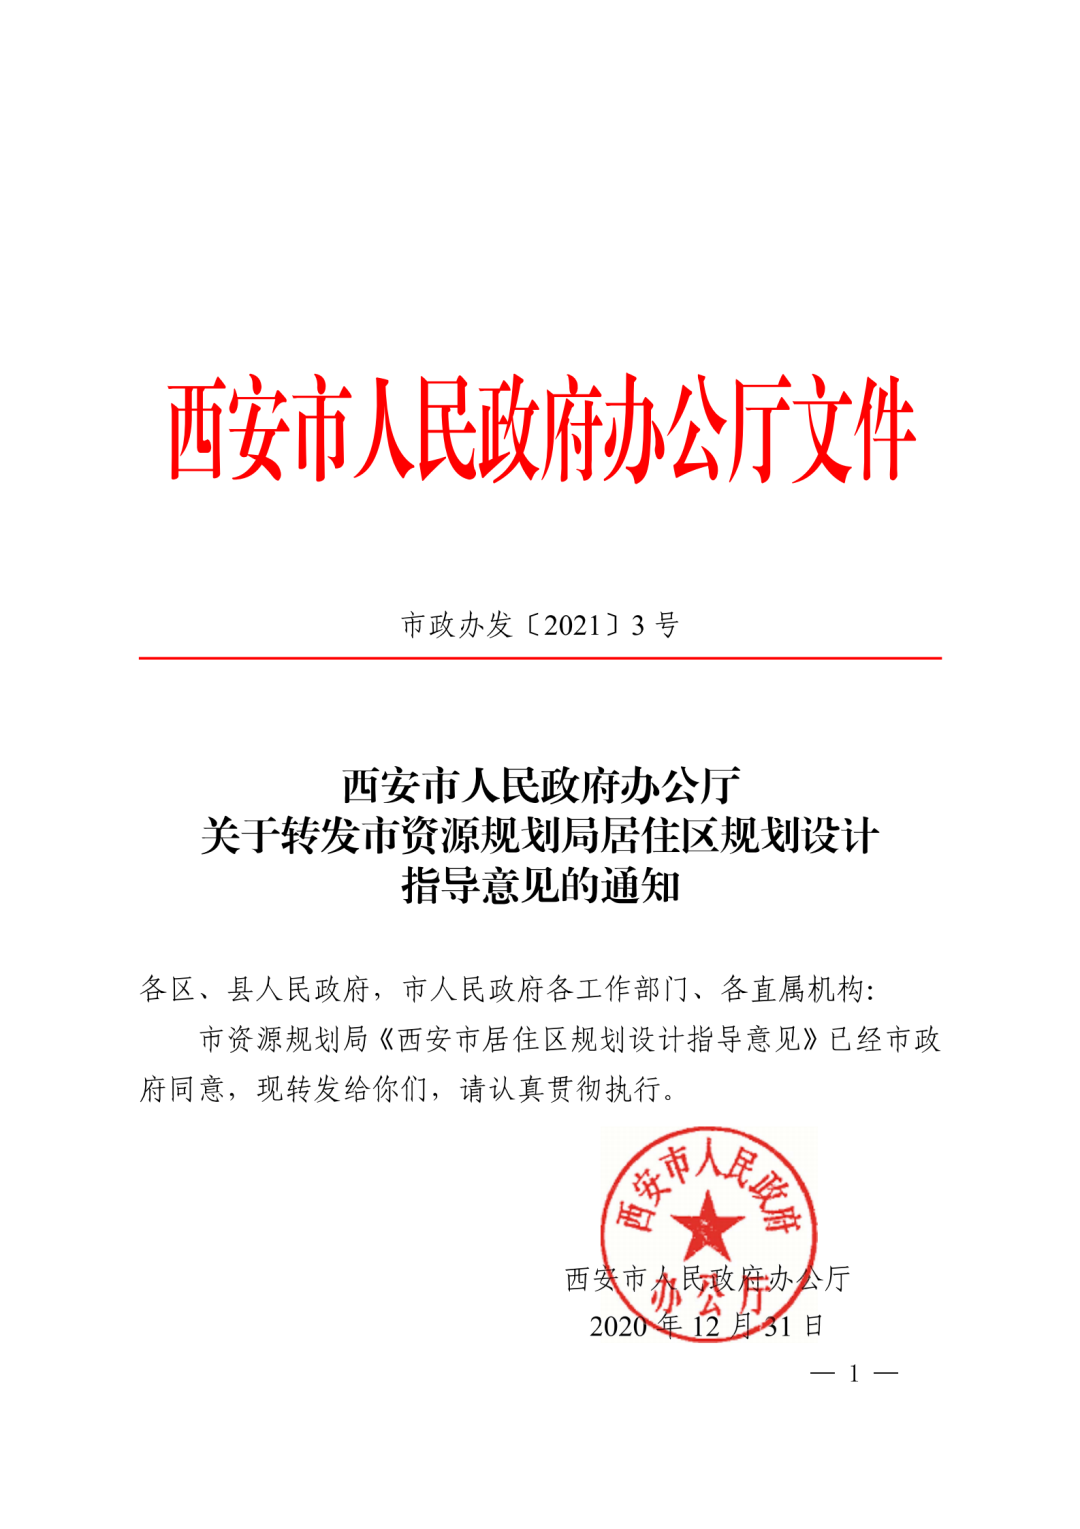 西安市人民政府办公厅文件
市政办发〔2021〕3 号
西安市人民政府办公厅
关于转发市资源规划局居住区规划设计
指导意见的通知
各区、县人民政府，市人民政府各工作部门、各直属机构：
市资源规划局《西安市居住区规划设计指导意见》已经市政
府同意，现转发给你们，请认真贯彻执行。
西安市人民政府
办公厅
西安市人民政府办公厅
2020 年 12 月 31 日
— 1 —